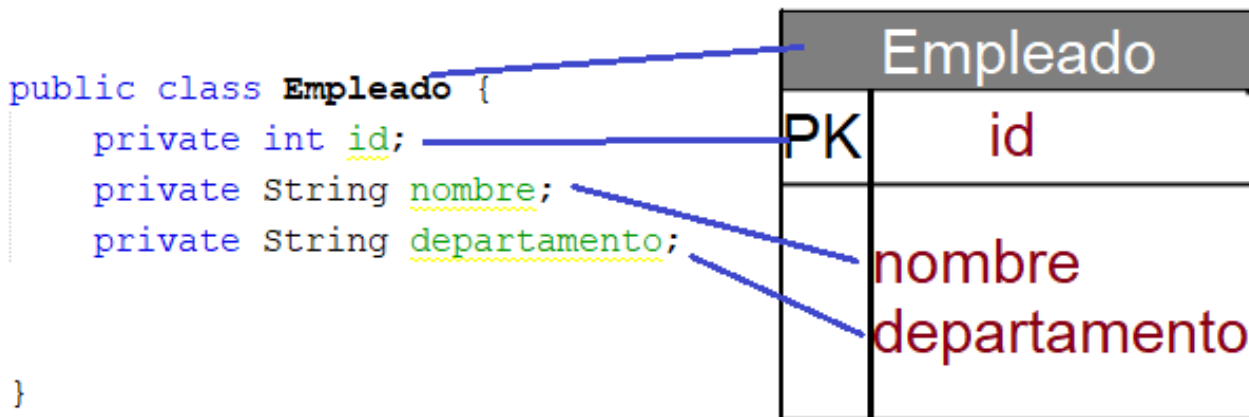 public class Empleado {
private int id;
private String nombre;
private String departamento;
}
Empleado
PK id
nombre
departamento